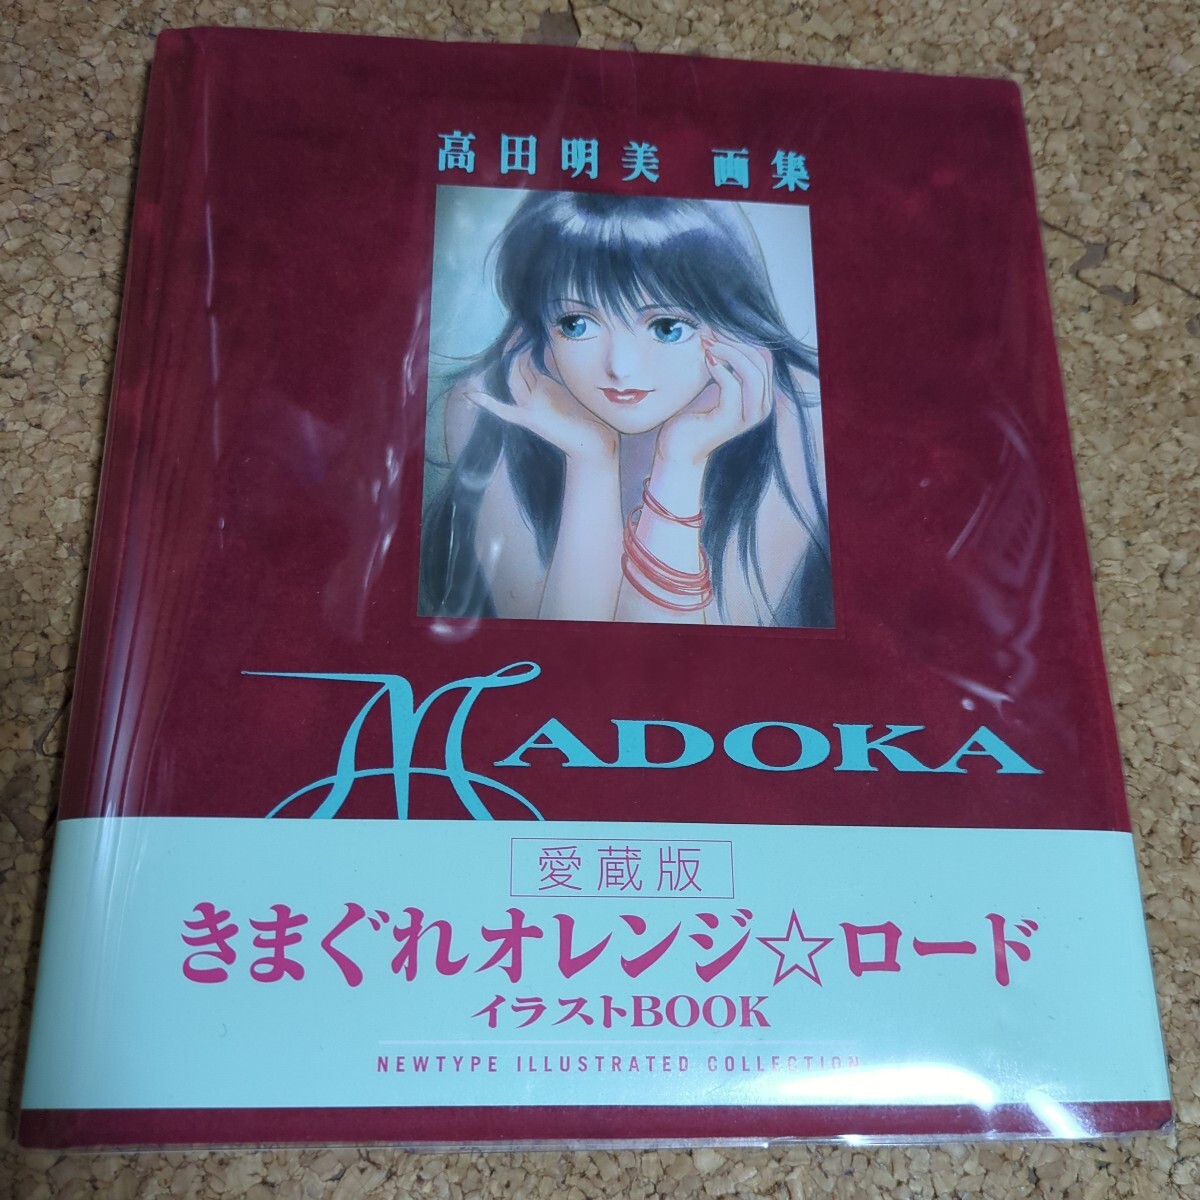 高田明美 画集
MADOKA
愛蔵版
きまぐれオレンジ☆ロード
イラストBOOK
NEWTYPE ILLUSTRATED COLLECTION